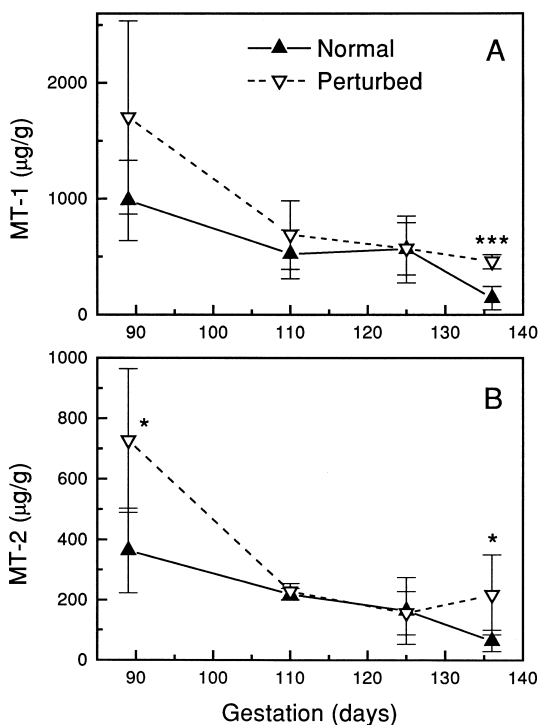 Normal
Perturbed
A
MT-1 (µg/g)
2000
1000
0
***
90 100 110 120 130 140
B
MT-2 (µg/g)
1000
800
600
400
200
0
*
*
90 100 110 120 130 140
Gestation (days)